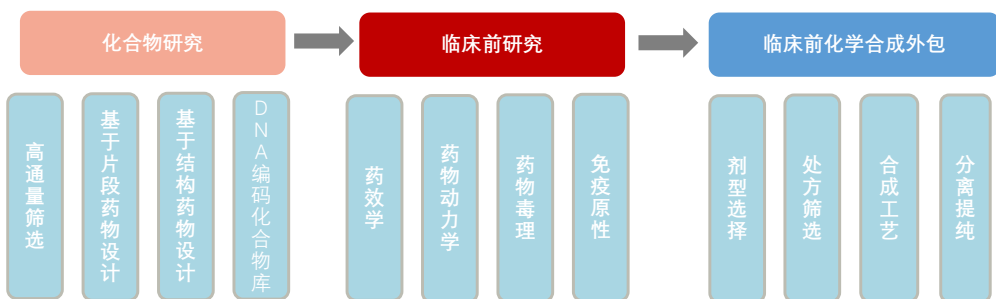 化合物研究
临床前研究
临床前化学合成外包
高通量筛选
基于片段药物设计
基于结构药物设计
DNA编码化合物库
药效学
药物动力学
药物毒理
免疫原性
剂型选择
处方筛选
合成工艺
分离提纯